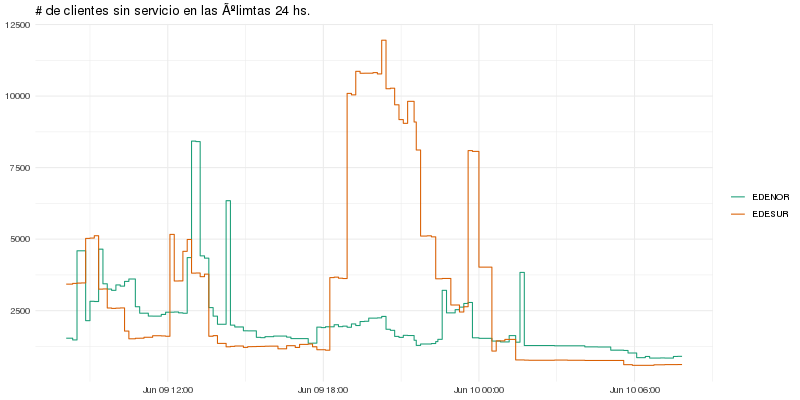 # de clientes sin servicio en las Ãºlimtas 24 hs.
12500
10000
7500
5000
2500
Jun 09 12:00
Jun 09 18:00
Jun 10 00:00
Jun 10 06:00
EDENOR
EDESUR